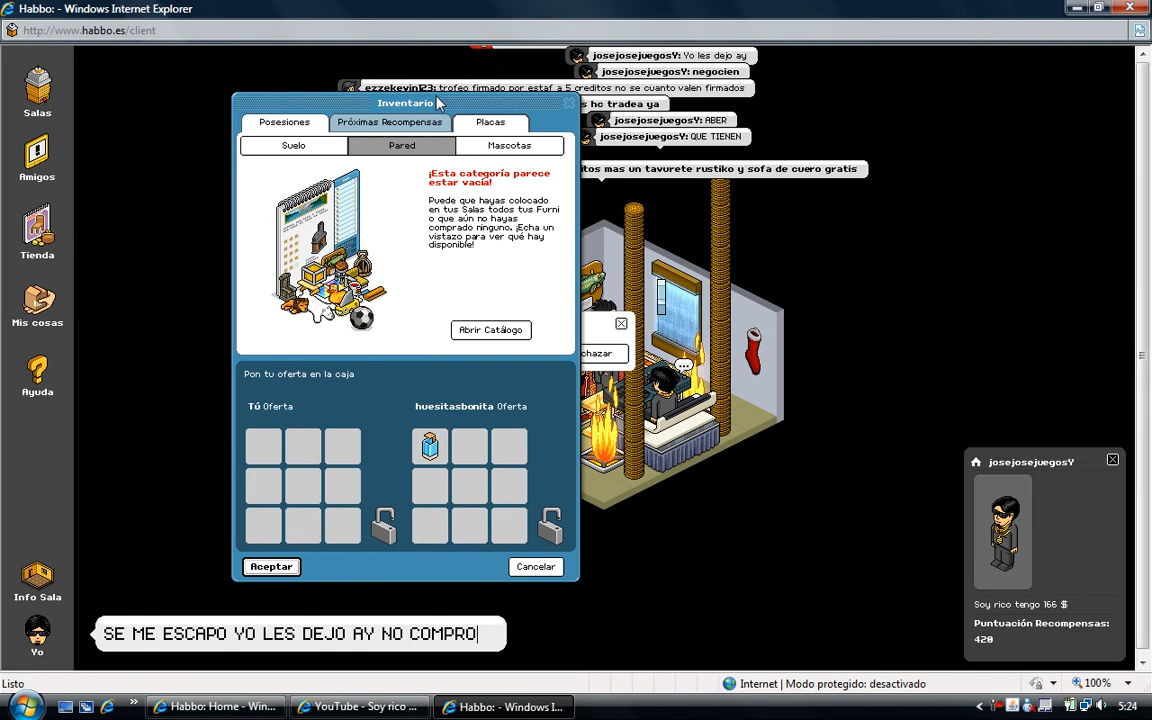 Habbo: - Windows Internet Explorer
http://www.habbo.es/client
Salas
Amigos
Tienda
Mis cosas
Ayuda
Info Sala
Yo
josejosejuegosY: Yo les dejo ay
josejosejuegosY: negocien
ezzekevin123: trofeo firmado por estaf a 5 creditos no se cuanto valen firmados
s hc tradea ya
josejosejuegosY: ABER
josejosejuegosY: QUE TIENEN
itos mas un tavurete rustiko y sofa de cuero gratis
Inventario
Posesiones
Próximas Recompensas
Placas
Suelo
Pared
Mascotas
¡Esta categoría parece
estar vacía!
Puede que hayas colocado
en tus Salas todos tus Furni
o que aún no hayas
comprado ninguno. ¡Echa un
vistazo para ver qué hay
disponible!
Abrir Catálogo
chazar
Pon tu oferta en la caja
Tú Oferta
huesitasbonita Oferta
Aceptar
Cancelar
josejosejuegosY
Soy rico tengo 166 $
Puntuación Recompensas:
420
SE ME ESCAPO YO LES DEJO AY NO COMPRO
Listo
Internet | Modo protegido: desactivado
100%
Habbo: Home - Win...
YouTube - Soy rico ...
Habbo: - Windows I...
5:24